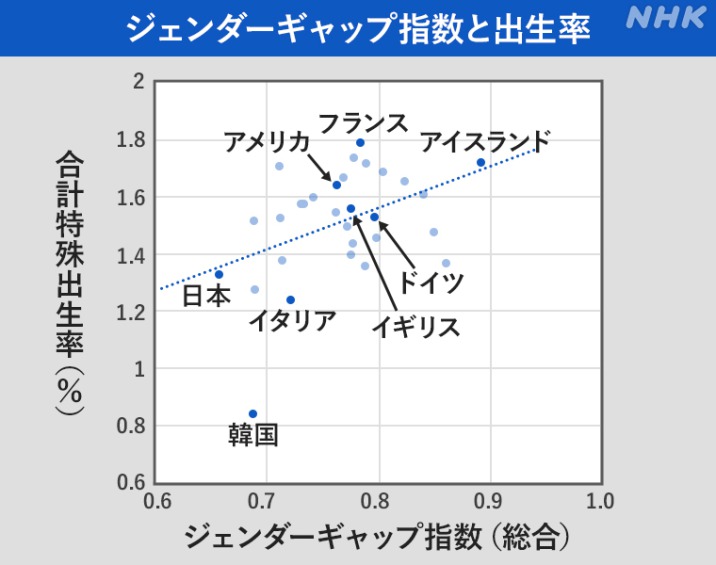 ジェンダーギャップ指数と出生率
NHK
合計特殊出生率(%)
2
1.8
1.6
1.4
1.2
1
0.8
0.6
フランス
アメリカ
アイスランド
日本
ドイツ
イタリア
イギリス
韓国
0.6
0.7
0.8
0.9
1.0
ジェンダーギャップ指数(総合)